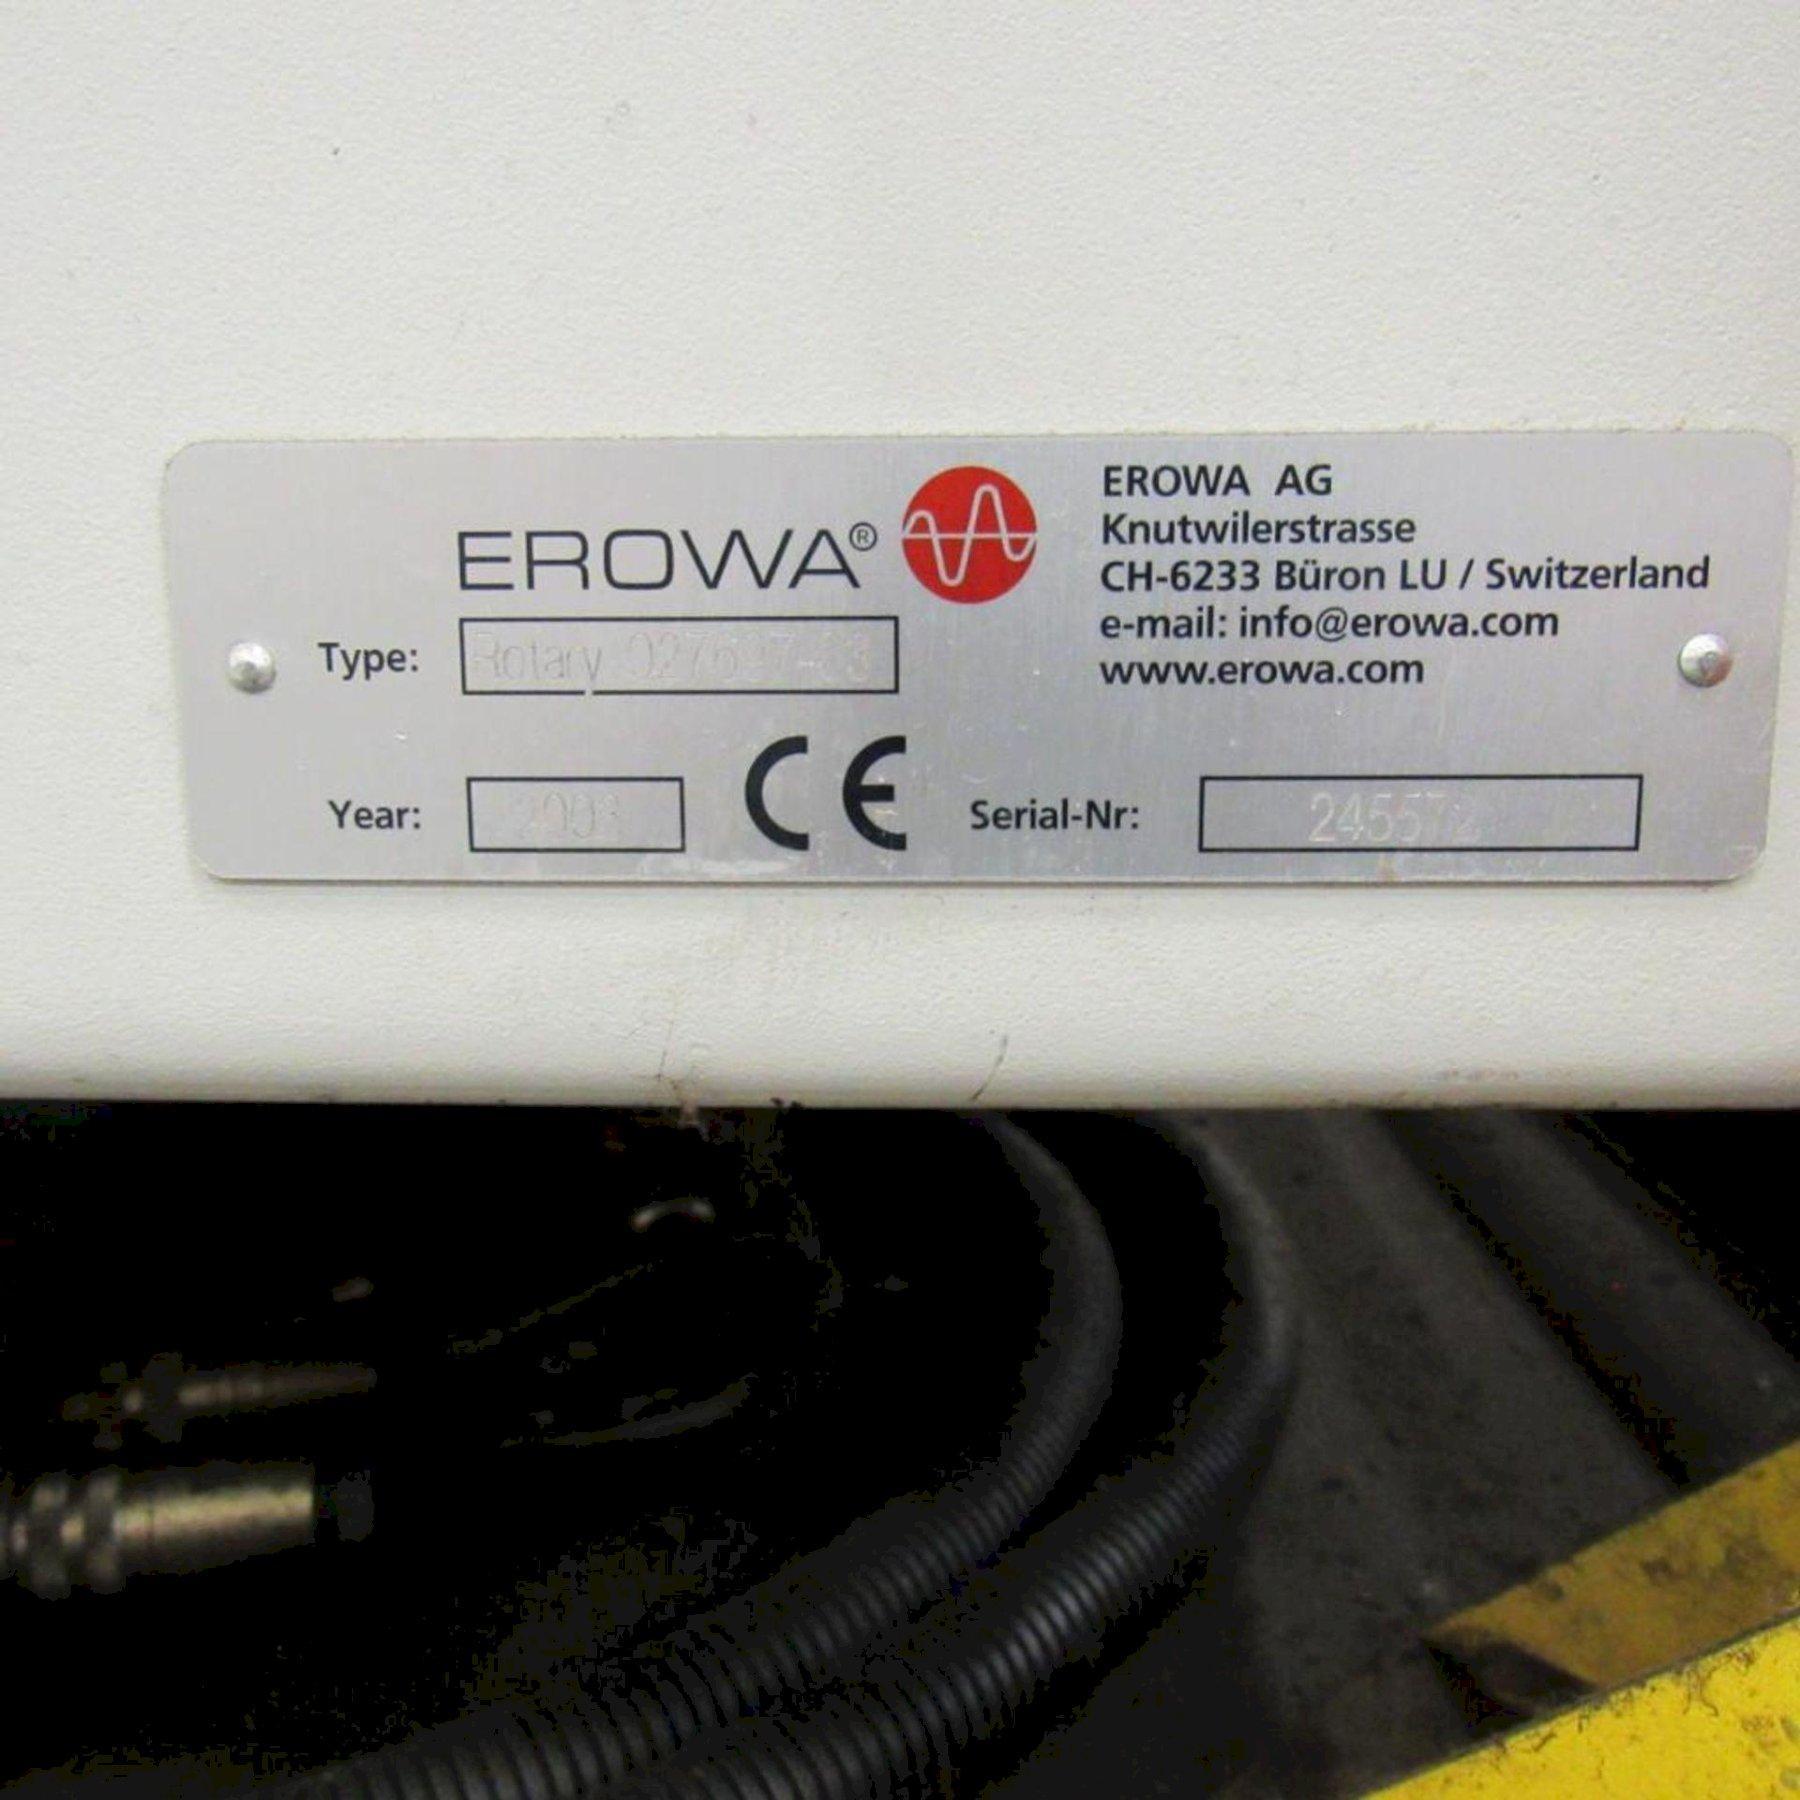 EROWA®
EROWA AG
Knutwilerstrasse
CH-6233 Büron LU / Switzerland
e-mail: info@erowa.com
www.erowa.com
Type: Rotary
Year:
CE
Serial-Nr: 245572